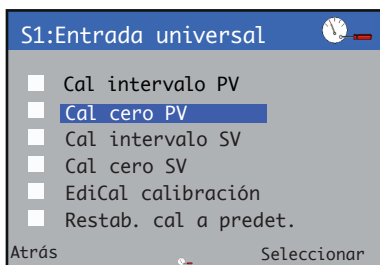 S1:Entrada universal
Cal intervalo PV
Cal cero PV
Cal intervalo SV
Cal cero SV
EdiCal calibración
Restab. cal a predet.
Atrás Seleccionar